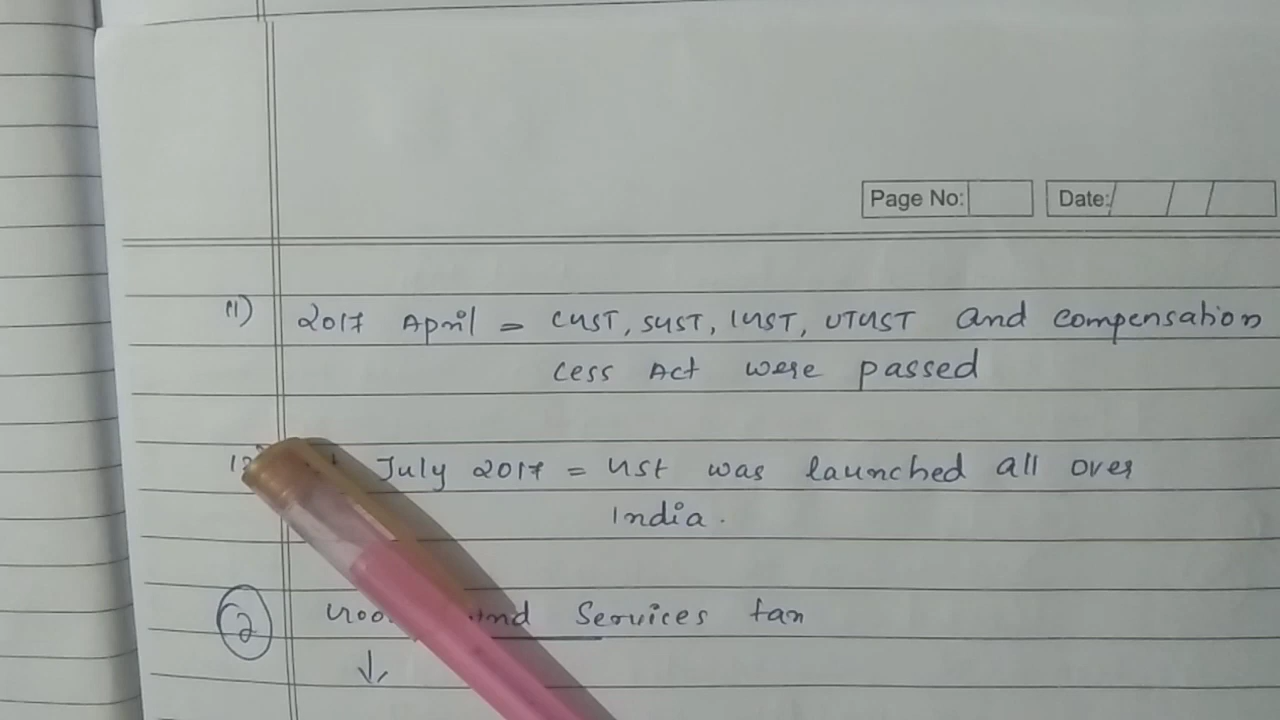 Page No: Date:
11) 2017 April = CGST, SGST, IGST, UTGST and compensation
cess Act were passed
July 2017 = GST was launched all over
India.
2 Services tax